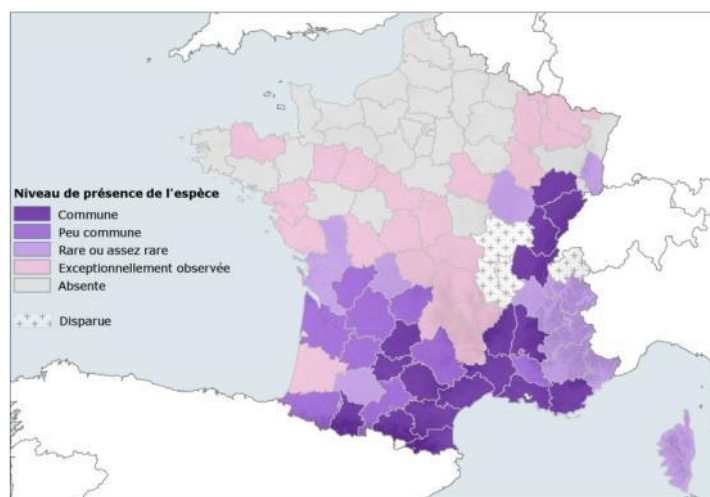 Niveau de présence de l'espèce
Commune
Peu commune
Rare ou assez rare
Exceptionnellement observée
Absente
Disparue